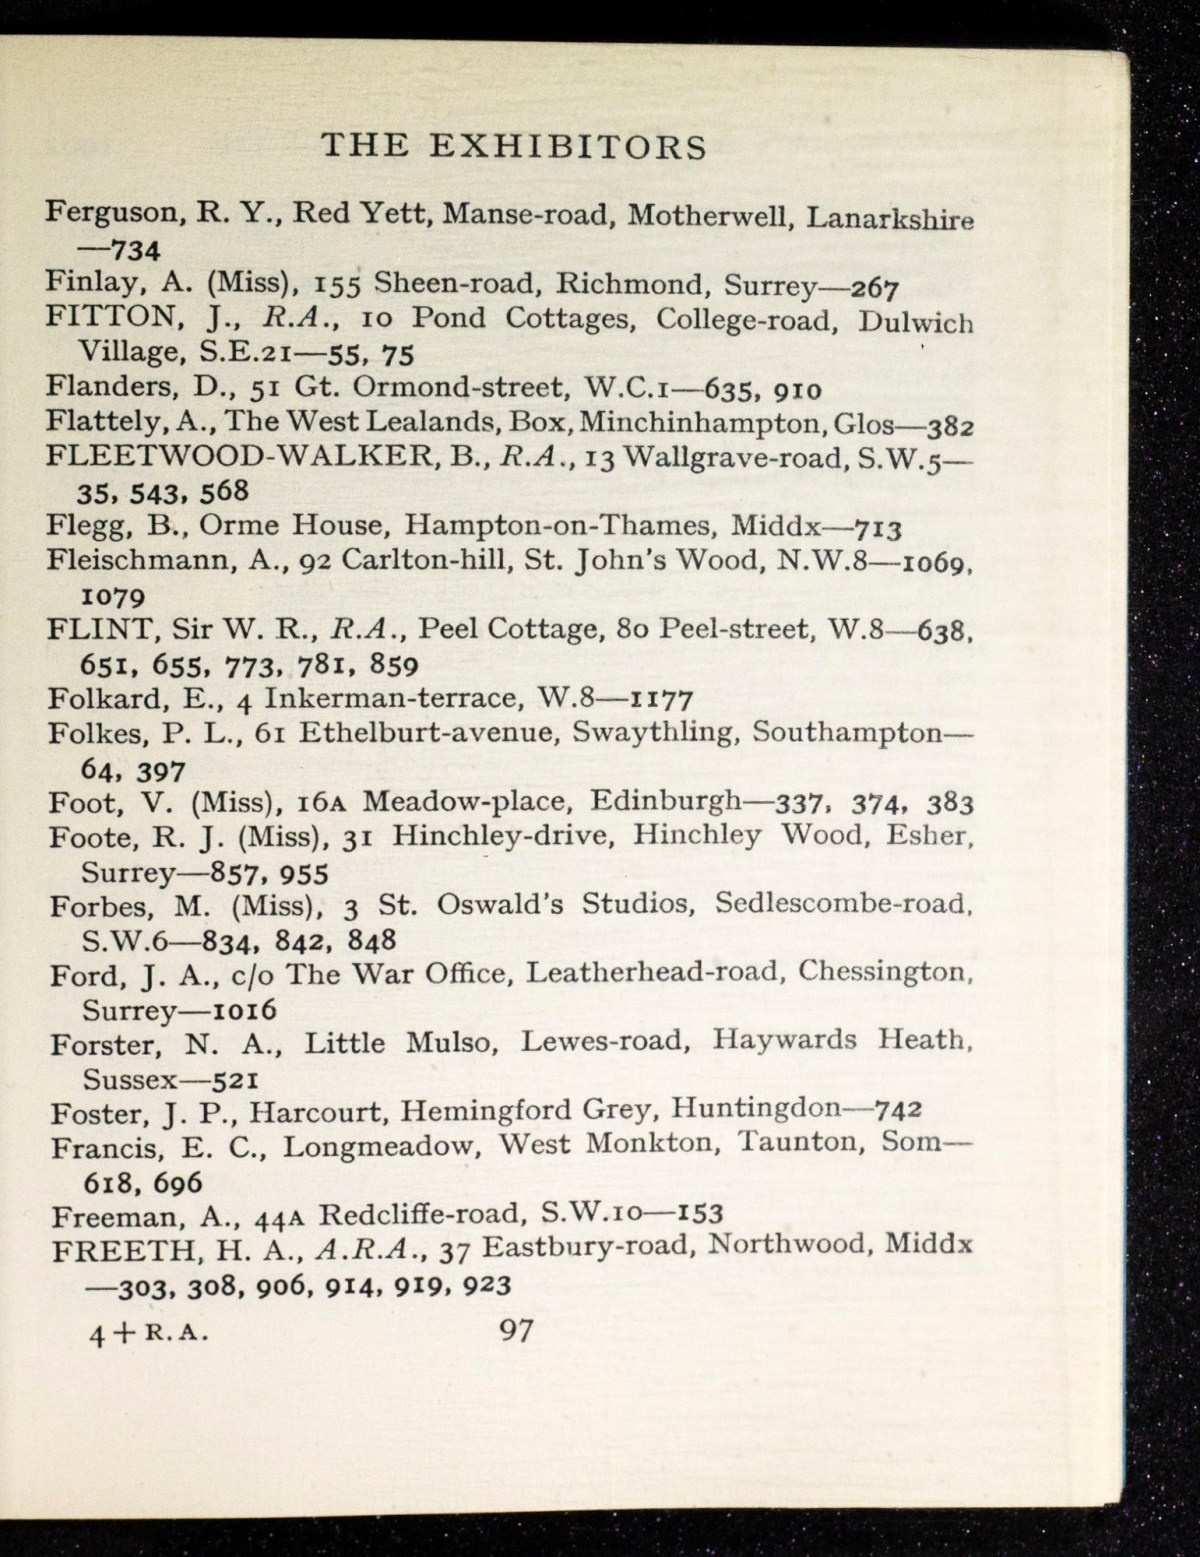 THE EXHIBITORS
Ferguson, R. Y., Red Yett, Manse-road, Motherwell, Lanarkshire
—734
Finlay, A. (Miss), 155 Sheen-road, Richmond, Surrey—267
FITTON, J., R.A., 10 Pond Cottages, College-road, Dulwich
Village, S.E.21—55, 75
Flanders, D., 51 Gt. Ormond-street, W.C.1—635, 910
Flattely, A., The West Lealands, Box, Minchinhampton, Glos—382
FLEETWOOD-WALKER, B., R.A., 13 Wallgrave-road, S.W.5—
35, 543, 568
Flegg, B., Orme House, Hampton-on-Thames, Middx—713
Fleischmann, A., 92 Carlton-hill, St. John's Wood, N.W.8—1069,
1079
FLINT, Sir W. R., R.A., Peel Cottage, 80 Peel-street, W.8—638,
651, 655, 773, 781, 859
Folkard, E., 4 Inkerman-terrace, W.8—1177
Folkes, P. L., 61 Ethelburt-avenue, Swaythling, Southampton—
64, 397
Foot, V. (Miss), 16A Meadow-place, Edinburgh—337, 374, 383
Foote, R. J. (Miss), 31 Hinchley-drive, Hinchley Wood, Esher,
Surrey—857, 955
Forbes, M. (Miss), 3 St. Oswald's Studios, Sedlescombe-road,
S.W.6—834, 842, 848
Ford, J. A., c/o The War Office, Leatherhead-road, Chessington,
Surrey—1016
Forster, N. A., Little Mulso, Lewes-road, Haywards Heath,
Sussex—521
Foster, J. P., Harcourt, Hemingford Grey, Huntingdon—742
Francis, E. C., Longmeadow, West Monkton, Taunton, Som—
618, 696
Freeman, A., 44A Redcliffe-road, S.W.10—153
FREETH, H. A., A.R.A., 37 Eastbury-road, Northwood, Middx
—303, 308, 906, 914, 919, 923
4+R.A. 97